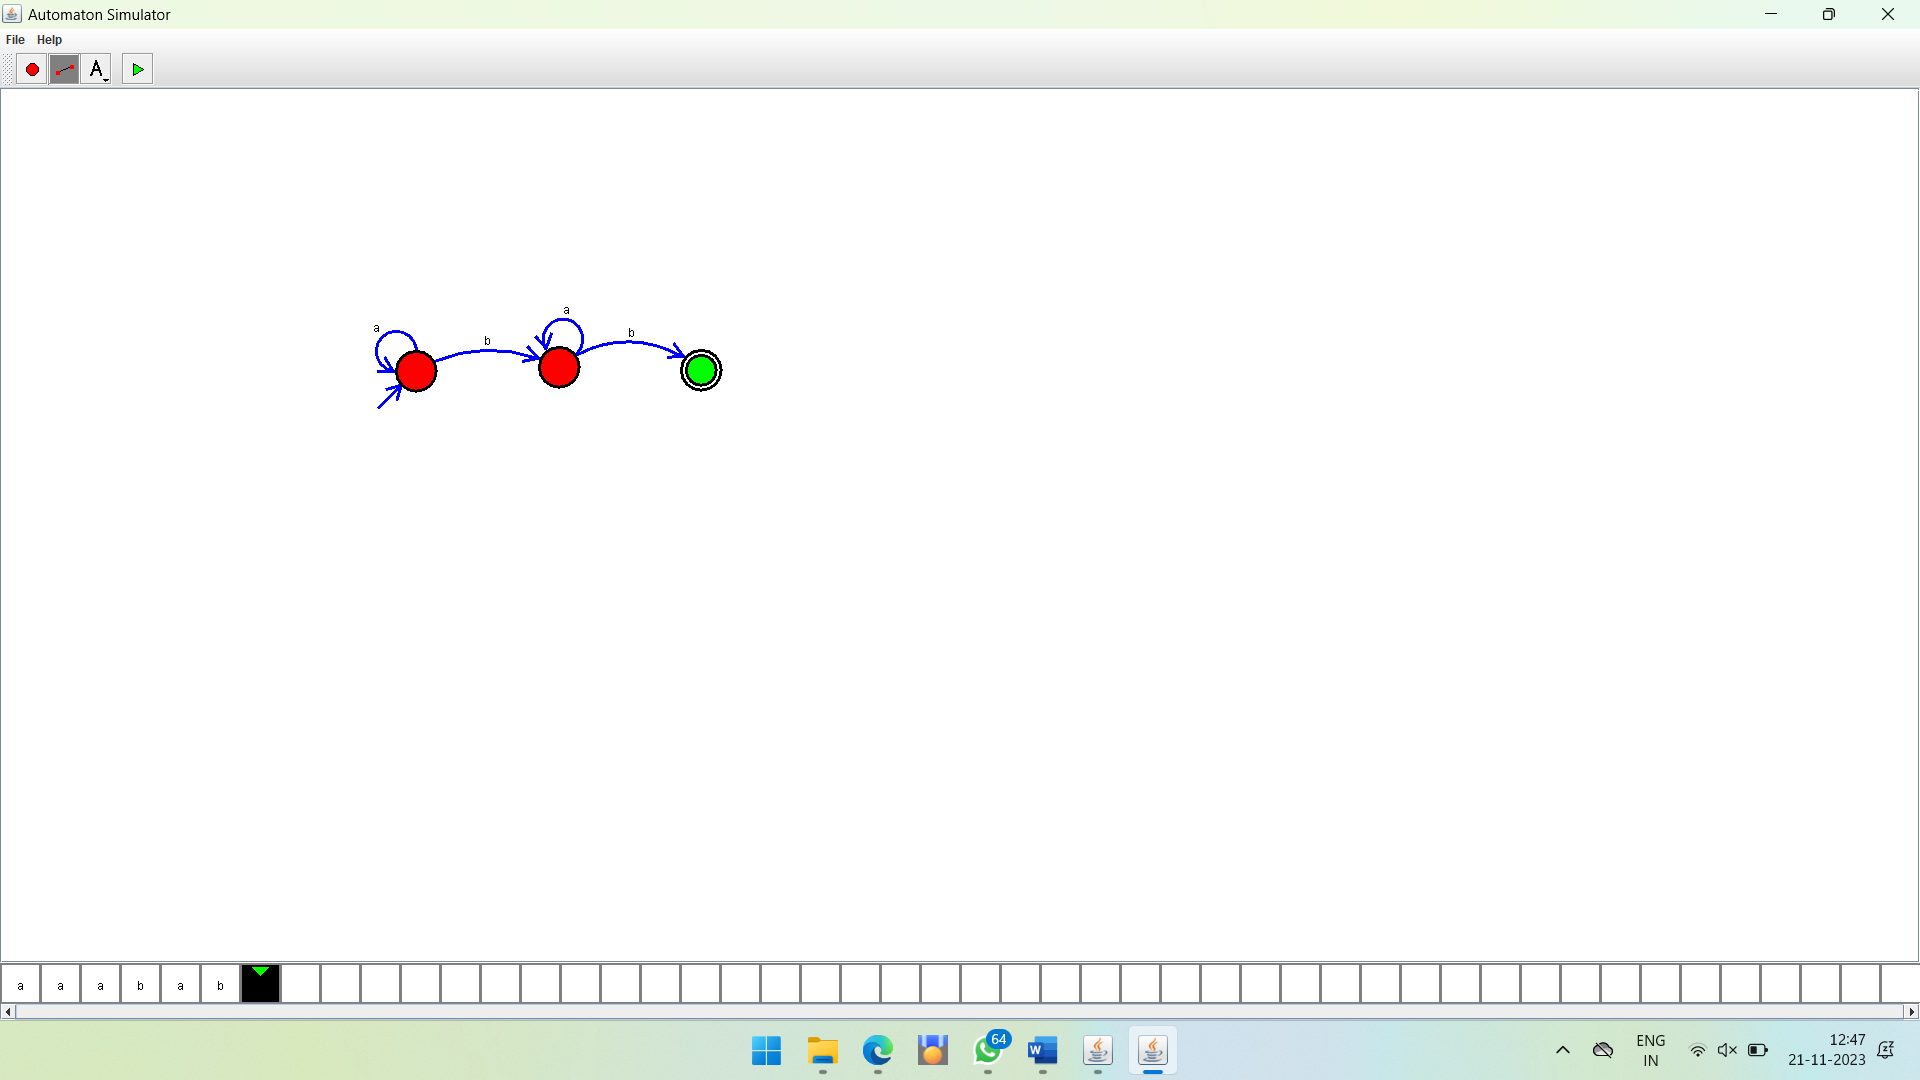 Automaton Simulator
File Help
A
a
a
b
b
a a a b a b
64
W
ENG
IN
12:47
21-11-2023